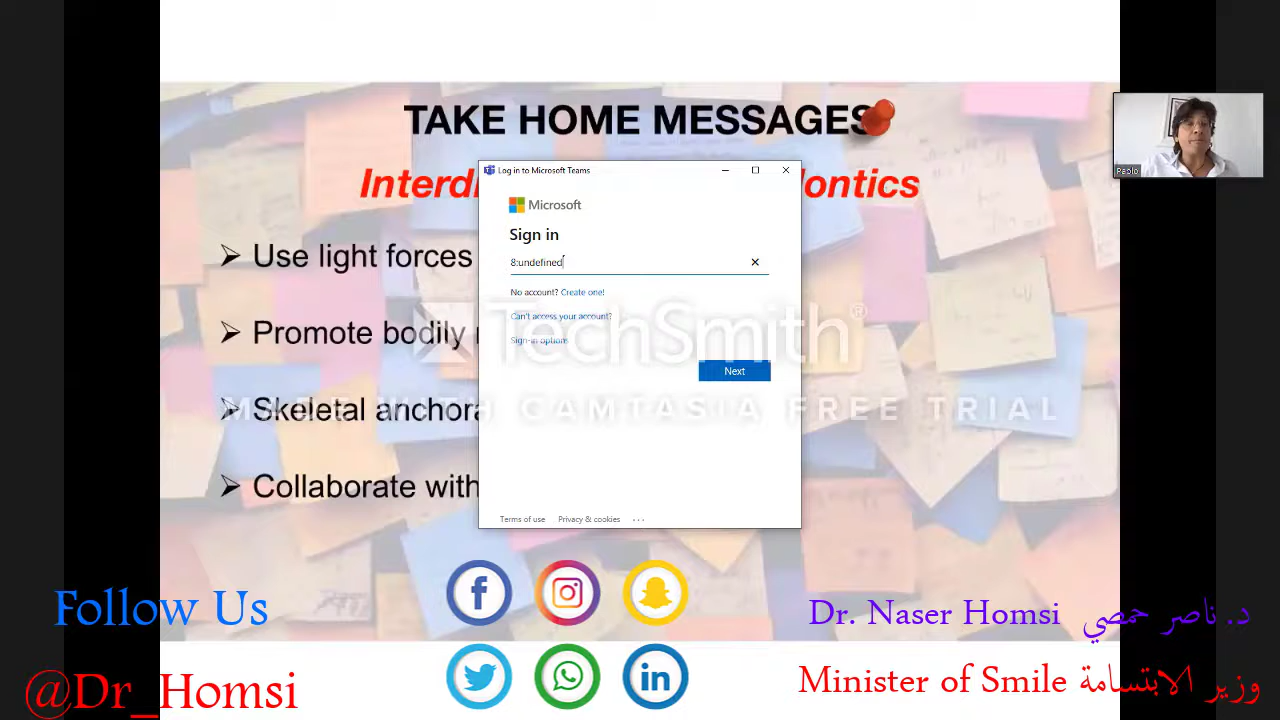 TAKE HOME MESSAGES
Interdi
ontics
Log in to Microsoft Teams
Microsoft
Sign in
8:undefined
No account? Create one!
Can't access your account?
Sign-in options
Next
Terms of use Privacy & cookies ...
Use light forces
Promote bodily
Skeletal anchora
Collaborate with
TechSmith®
MADE WITH CAMTASIA FREE TRIAL
Paolo
Follow Us
@Dr_Homsi
Dr. Naser Homsi د. ناصر حمصي
Minister of Smile وزير الابتسامة